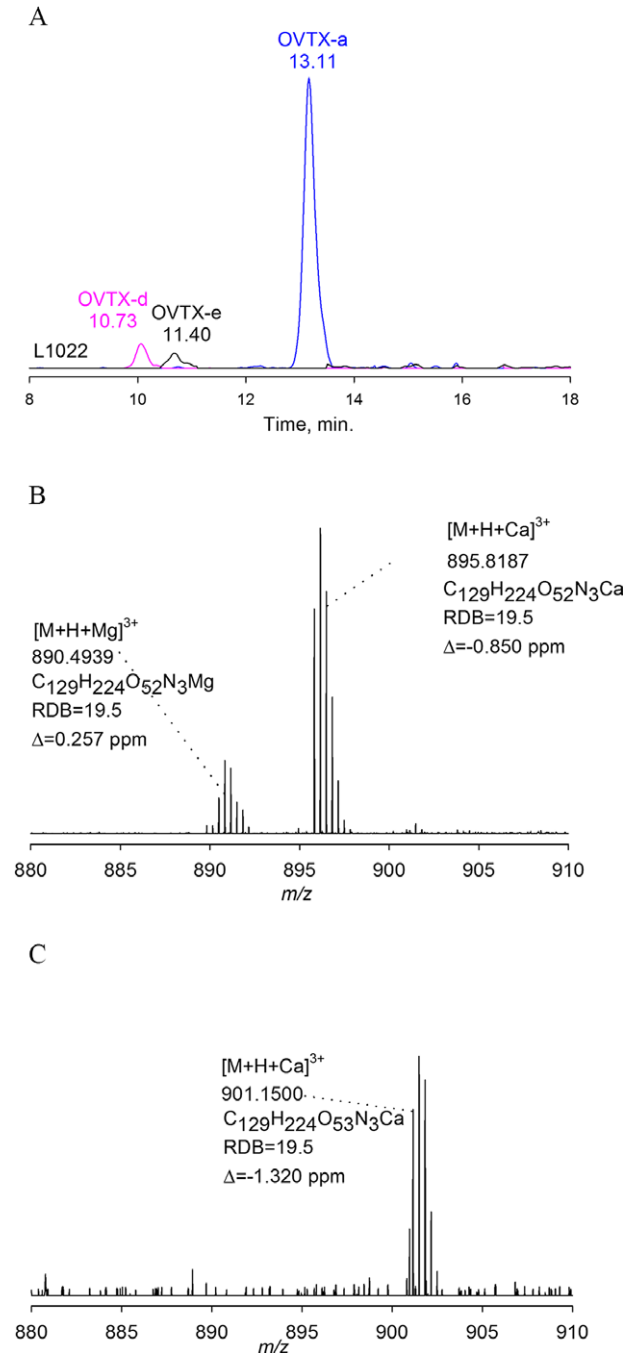 A
OVTX-a
13.11
OVTX-d
10.73
OVTX-e
11.40
L1022
8 10 12 14 16 18
Time, min.
B
[M+H+Ca]3+
895.8187
C129H224O52N3Ca
RDB=19.5
Δ=-0.850 ppm
[M+H+Mg]3+
890.4939
C129H224O52N3Mg
RDB=19.5
Δ=0.257 ppm
880 885 890 895 900 905 910
m/z
C
[M+H+Ca]3+
901.1500
C129H224O53N3Ca
RDB=19.5
Δ=-1.320 ppm
880 885 890 895 900 905 910
m/z